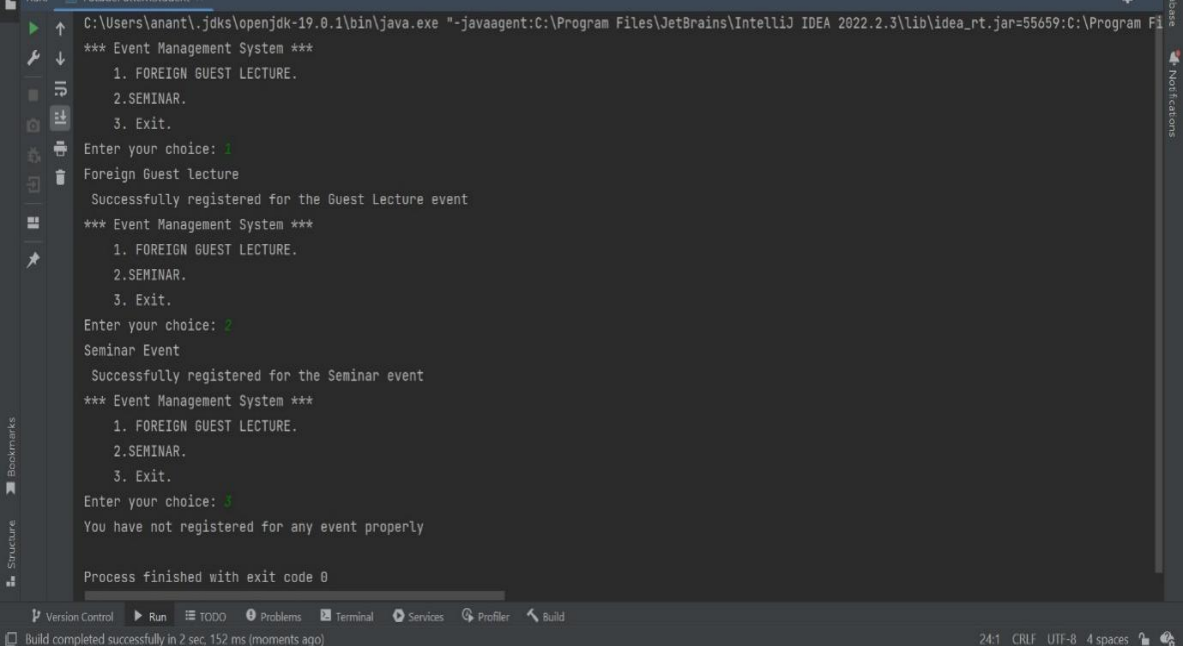 C:\Users\anant\.jdks\openjdk-19.0.1\bin\java.exe "-javaagent:C:\Program Files\JetBrains\IntelliJ IDEA 2022.2.3\lib\idea_rt.jar=55659:C:\Program Fi
*** Event Management System ***
1. FOREIGN GUEST LECTURE.
2.SEMINAR.
3. Exit.
Enter your choice: 1
Foreign Guest lecture
Successfully registered for the Guest Lecture event
*** Event Management System ***
1. FOREIGN GUEST LECTURE.
2.SEMINAR.
3. Exit.
Enter your choice: 2
Seminar Event
Successfully registered for the Seminar event
*** Event Management System ***
1. FOREIGN GUEST LECTURE.
2.SEMINAR.
3. Exit.
Enter your choice: 3
You have not registered for any event properly
Process finished with exit code 0
Notifications
Bookmarks
Structure
Version Control Run TODO Problems Terminal Services Profiler Build
Build completed successfully in 2 sec, 152 ms (moments ago) 24:1 CRLF UTF-8 4 spaces